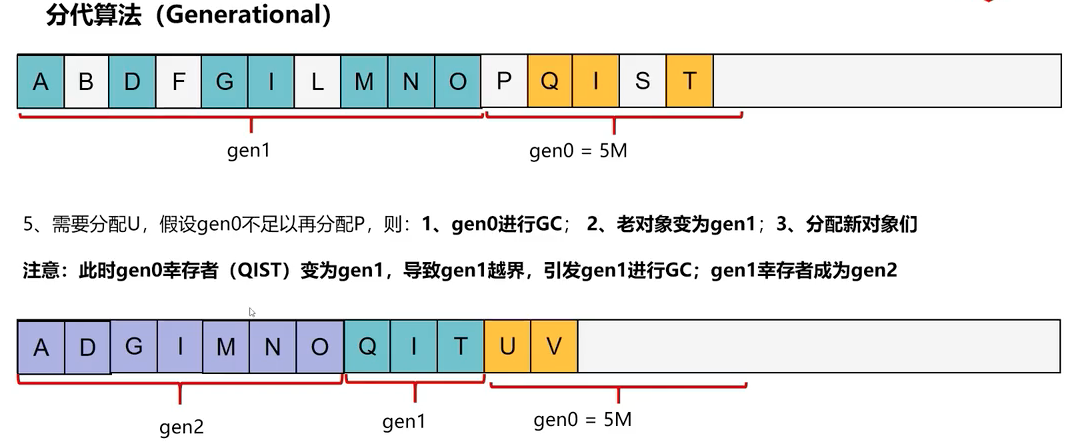 分代算法（Generational）
A B D F G I L M N O P Q I S T
gen1 gen0 = 5M
5、需要分配U，假设gen0不足以再分配P，则：1、gen0进行GC； 2、老对象变为gen1；3、分配新对象们
注意：此时gen0幸存者（QIST）变为gen1，导致gen1越界，引发gen1进行GC；gen1幸存者成为gen2
A D G I M N O Q I T U V
gen2 gen1 gen0 = 5M